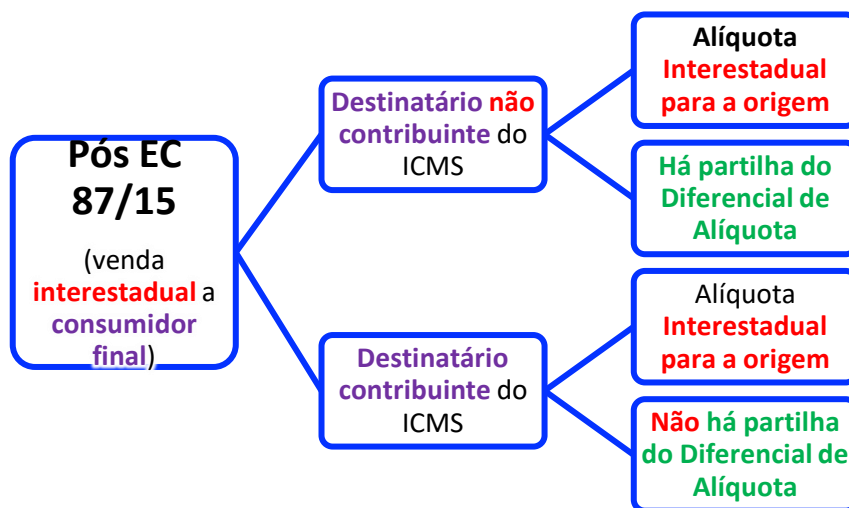 Pós EC
87/15
(venda
interestadual a
consumidor
final)
Destinatário não
contribuinte do
ICMS
Alíquota
Interestadual
para a origem
Há partilha do
Diferencial de
Alíquota
Destinatário
contribuinte do
ICMS
Alíquota
Interestadual
para a origem
Não há partilha
do Diferencial de
Alíquota